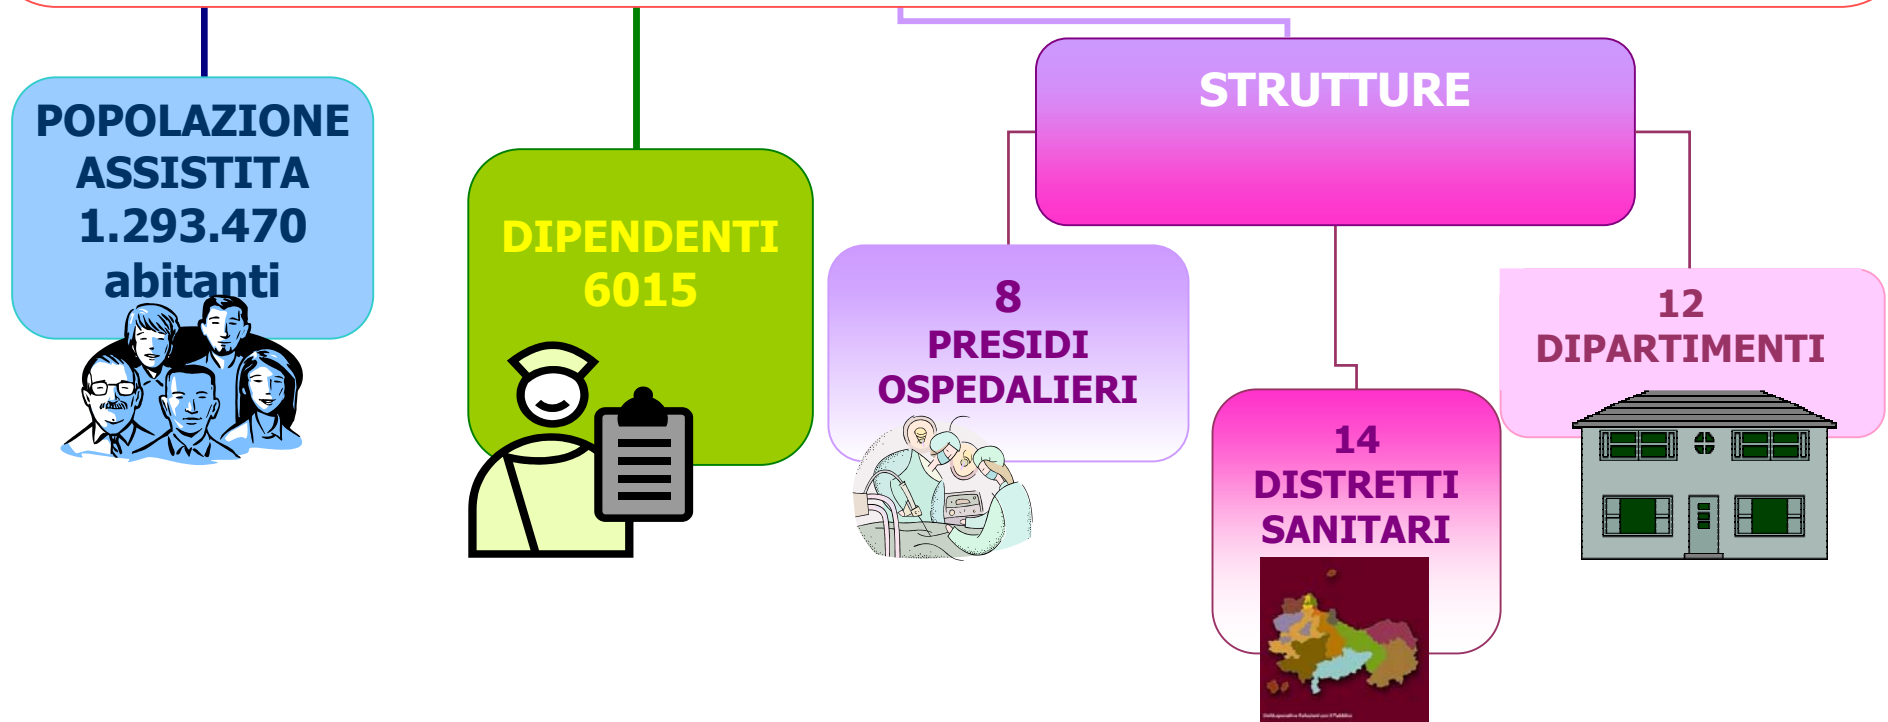 POPOLAZIONE
ASSISTITA
1.293.470
abitanti
DIPENDENTI
6015
STRUTTURE
8
PRESIDI
OSPEDALIERI
14
DISTRETTI
SANITARI
12
DIPARTIMENTI